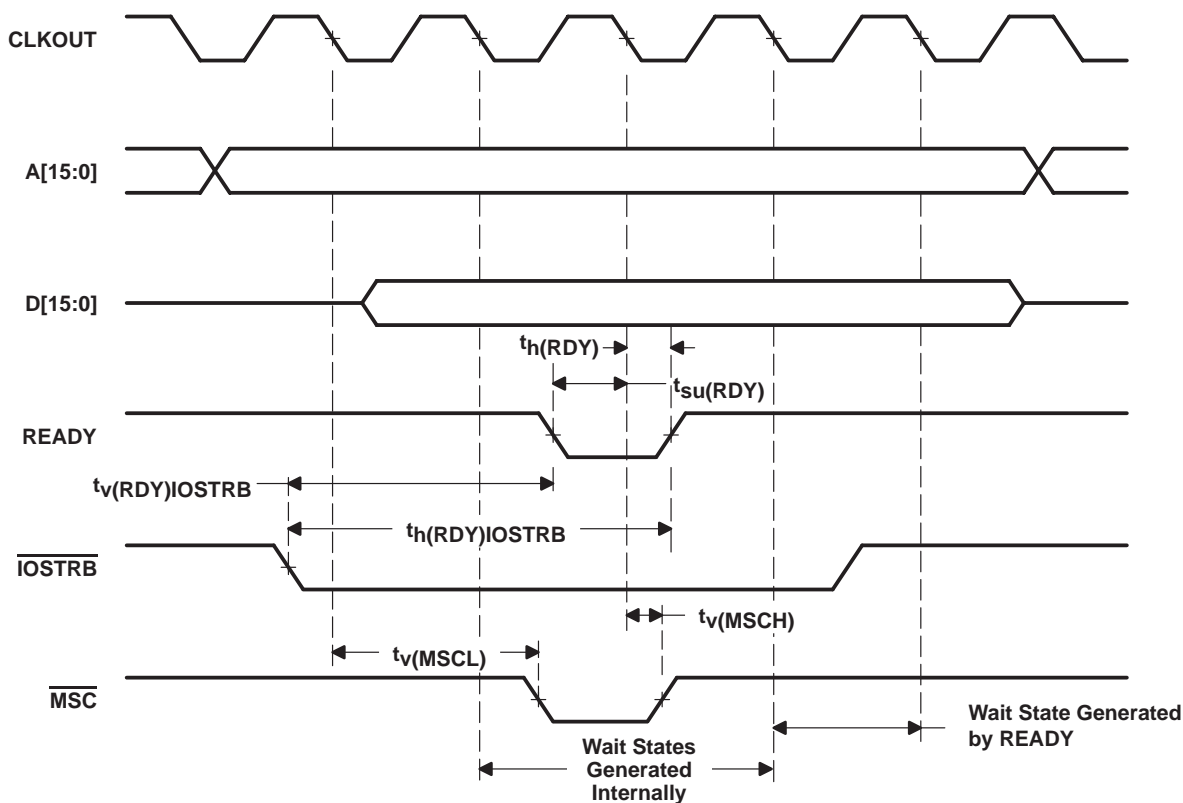 CLKOUT
A[15:0]
D[15:0]
th(RDY)
tsu(RDY)
READY
tv(RDY)IOSTRB
th(RDY)IOSTRB
IOSTRB
tv(MSCH)
tv(MSCL)
MSC
Wait State Generated
by READY
Wait States
Generated
Internally